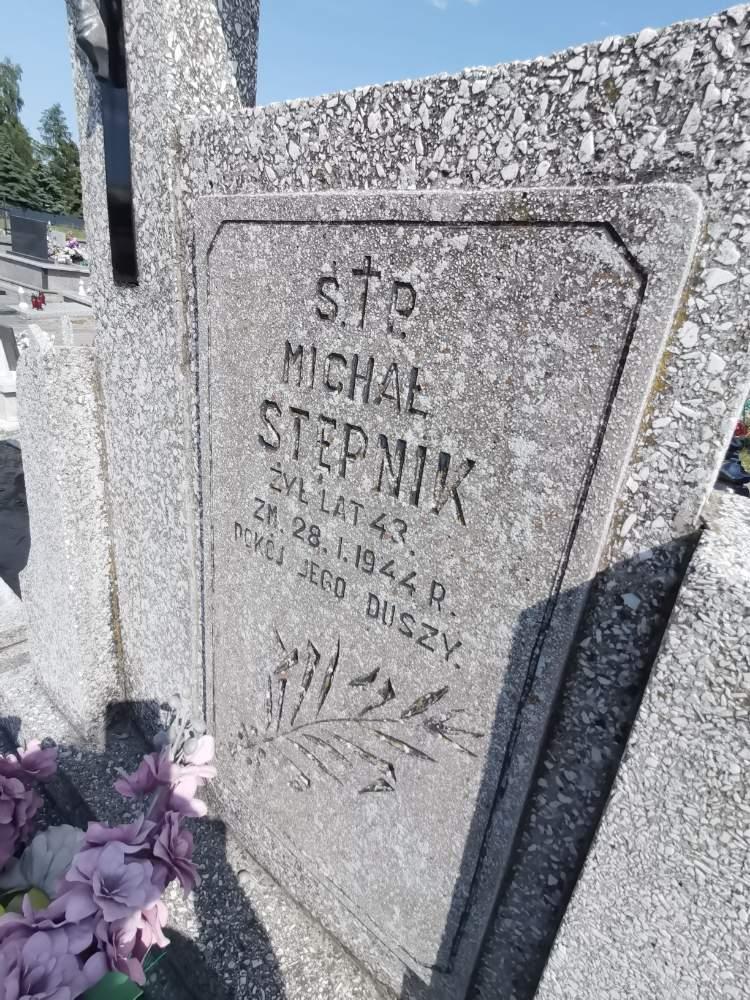 Ś.†P.
MICHAŁ
STĘPNIK
ŻYŁ LAT 43.
ZM. 28. I. 1944 R.
POKÓJ JEGO DUSZY.